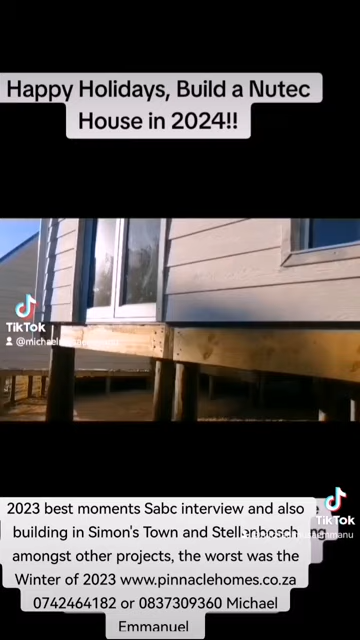 Happy Holidays, Build a Nutec
House in 2024!!
TikTok
2023 best moments Sabc interview and also
building in Simon's Town and Stellenbosch
amongst other projects, the worst was the
Winter of 2023 www.pinnaclehomes.co.za
0742464182 or 0837309360 Michael
Emmanuel
TikTok